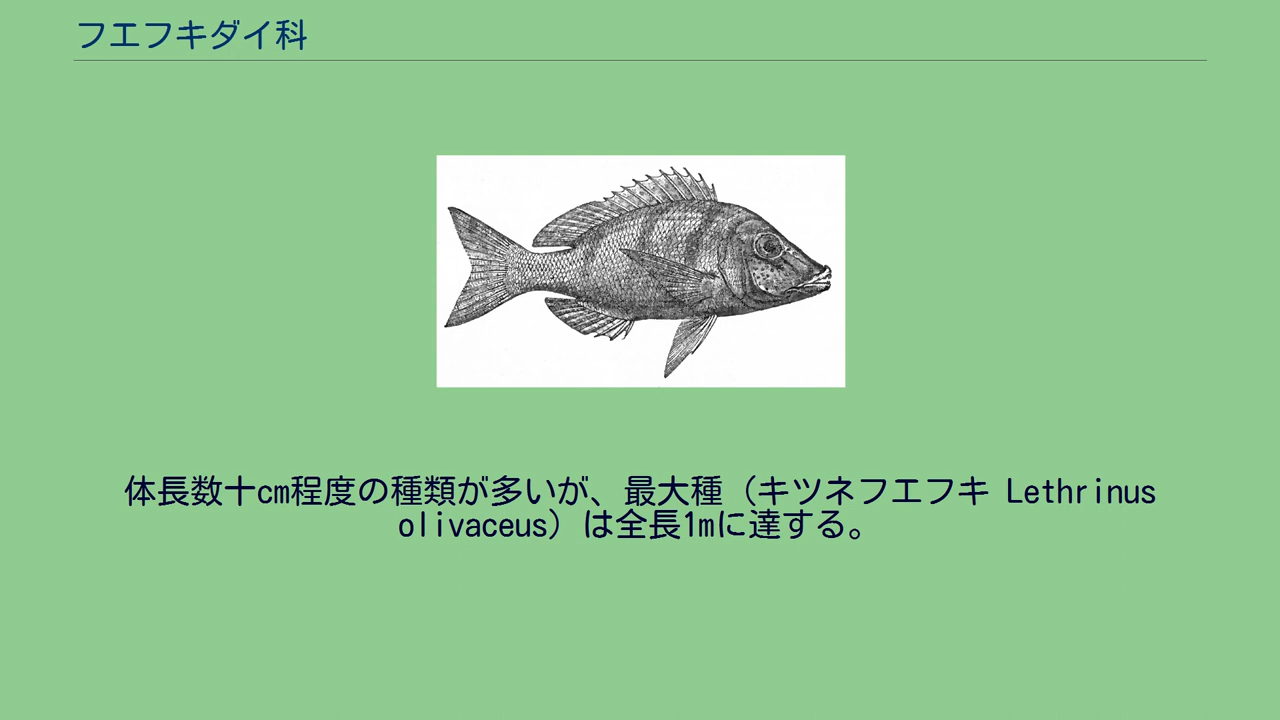 フエフキダイ科
体長数十cm程度の種類が多いが、最大種（キツネフエフキ Lethrinus
olivaceus）は全長1mに達する。